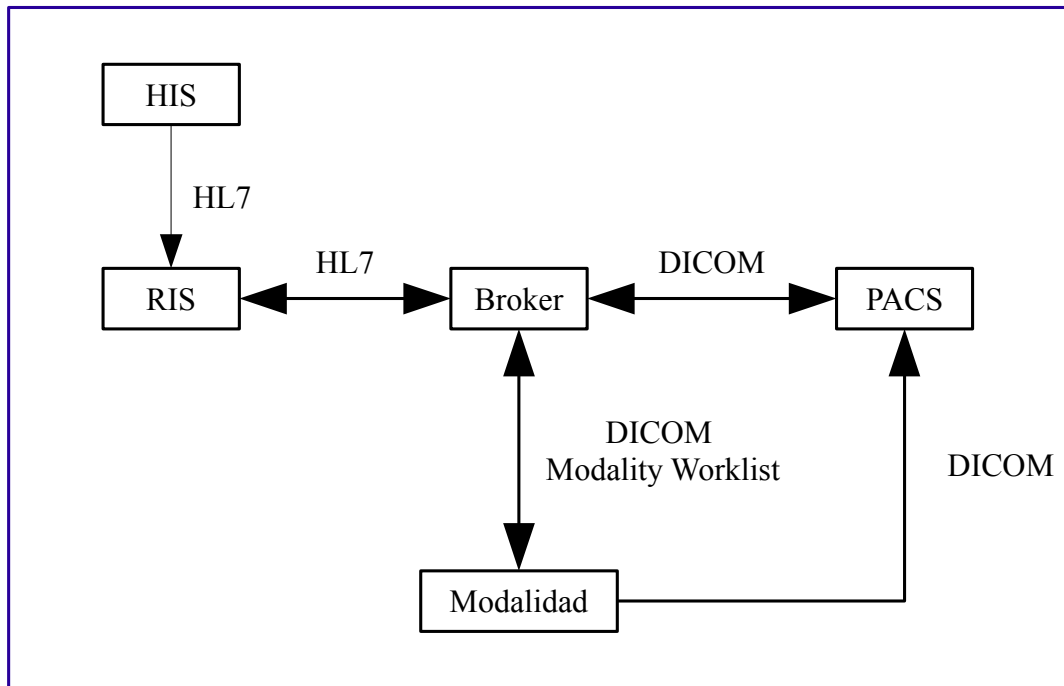 HIS
HL7
HL7
DICOM
RIS
Broker
PACS
DICOM
Modality Worklist
DICOM
Modalidad